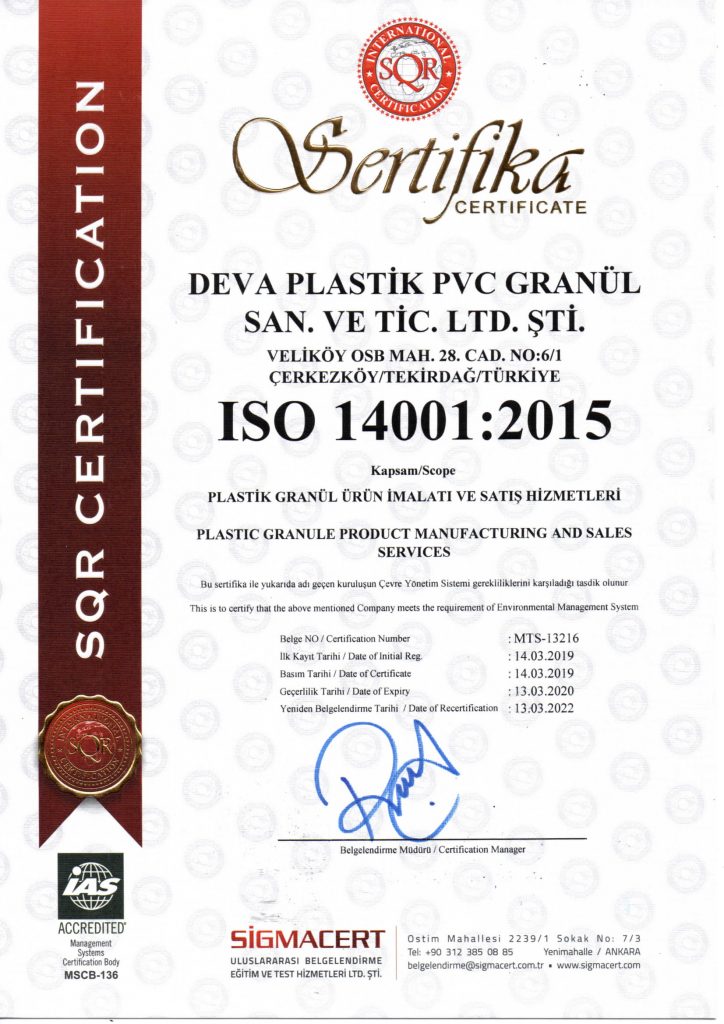 INTERNATIONAL
SQR
CERTIFICATION
Sertifika
CERTIFICATE
SQR CERTIFICATION
DEVA PLASTİK PVC GRANÜL
SAN. VE TİC. LTD. ŞTİ.
VELİKÖY OSB MAH. 28. CAD. NO:6/1
ÇERKEZKÖY/TEKİRDAĞ/TÜRKİYE
ISO 14001:2015
Kapsam/Scope
PLASTİK GRANÜL ÜRÜN İMALATI VE SATIŞ HİZMETLERİ
PLASTIC GRANULE PRODUCT MANUFACTURING AND SALES
SERVICES
Bu sertifika ile yukarıda adı geçen kuruluşun Çevre Yönetim Sistemi gerekliliklerini karşıladığı tasdik olunur
This is to certify that the above mentioned Company meets the requirement of Environmental Management System
Belge NO / Certification Number : MTS-13216
İlk Kayıt Tarihi / Date of Initial Reg. : 14.03.2019
Basım Tarihi / Date of Certificate : 14.03.2019
Geçerlilik Tarihi / Date of Expiry : 13.03.2020
Yeniden Belgelendirme Tarihi / Date of Recertification : 13.03.2022
INTERNATIONAL
SQR
CERTIFICATION
Belgelendirme Müdürü / Certification Manager
IAS
ACCREDITED
Management
Systems
Certification Body
MSCB-136
SİGMACERT
ULUSLARARASI BELGELENDİRME
EĞİTİM VE TEST HİZMETLERİ LTD. ŞTİ.
Ostim Mahallesi 2239/1 Sokak No: 7/3
Tel: +90 312 385 08 85 Yenimahalle / ANKARA
belgelendirme@sigmacert.com.tr • www.sigmacert.com